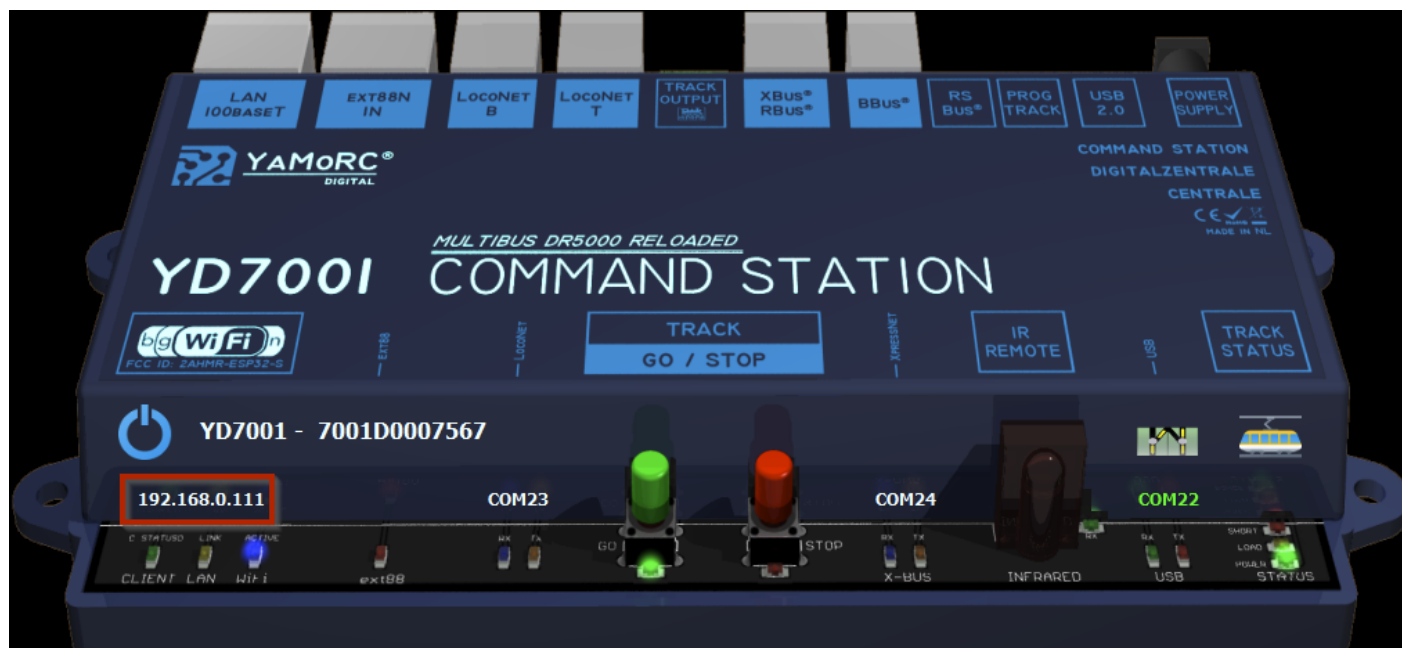 LAN
100BASET
EXT88N
IN
LOCONET
B
LOCONET
T
TRACK
OUTPUT
XBUS®
RBUS®
BBUS®
RS
BUS®
PROG
TRACK
USB
2.0
POWER
SUPPLY
YAMORC®
DIGITAL
COMMAND STATION
DIGITALZENTRALE
CENTRALE
CE
MADE IN NL
MULTIBUS DR5000 RELOADED
YD7001 COMMAND STATION
bg WiFi n
FCC ID: 2AHMR-ESP32-S
EXT88
LOCONET
TRACK
GO / STOP
XPRESSNET
IR
REMOTE
USB
TRACK
STATUS
YD7001 - 7001D0007567
192.168.0.111 COM23 COM24 COM22
C STATUSO LINK ACTIVE
CLIENT LAN WiFi
ext88
RX TX
GO
STOP
RX TX
X-BUS
INFRARED
RX
RX TX
USB
SHORT
LOAD
POWER
STATUS